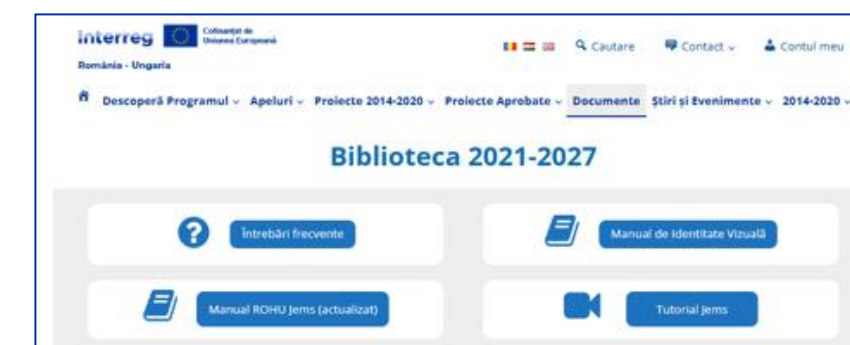 Interreg
Cofinanțat de
Uniunea Europeană
România - Ungaria
Cautare
Contact
Contul meu
Descoperă Programul
Apeluri
Proiecte 2014-2020
Proiecte Aprobate
Documente
Știri și Evenimente
2014-2020
Biblioteca 2021-2027
Întrebări frecvente
Manual de Identitate Vizuală
Manual ROHU Jems (actualizat)
Tutorial Jems